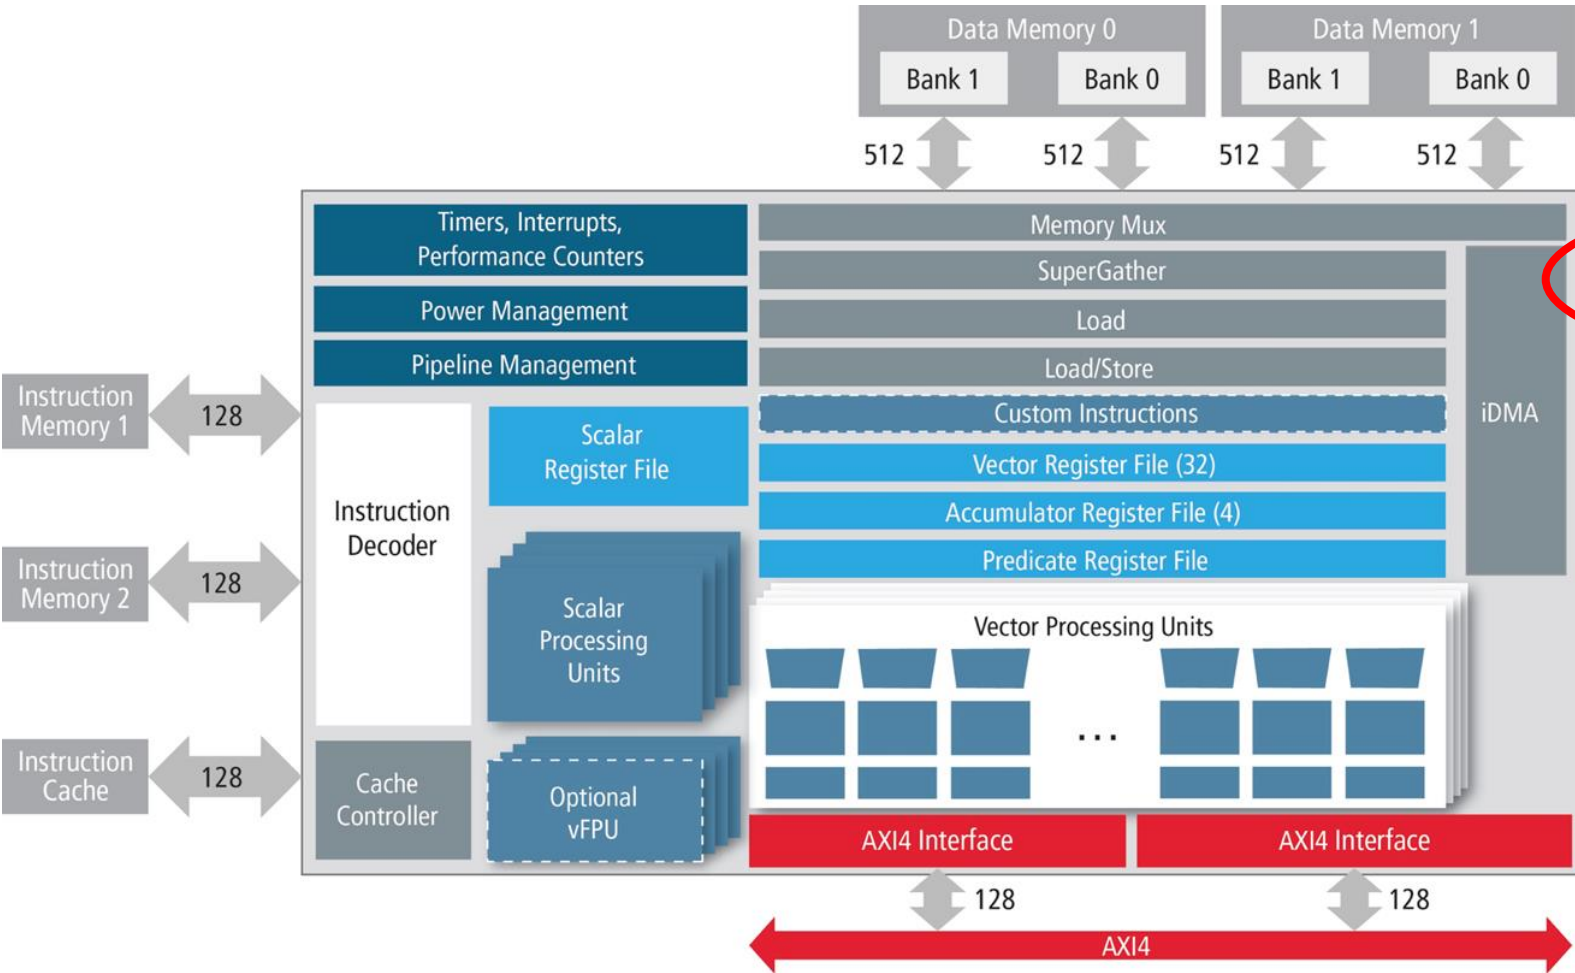 Data Memory 0
Data Memory 1
Bank 1
Bank 0
Bank 1
Bank 0
512
512
512
512
Timers, Interrupts,
Performance Counters
Power Management
Pipeline Management
Memory Mux
SuperGather
Load
Load/Store
Custom Instructions
Vector Register File (32)
Accumulator Register File (4)
Predicate Register File
iDMA
Instruction
Memory 1
128
Instruction
Memory 2
128
Instruction
Cache
128
Instruction
Decoder
Scalar
Register File
Scalar
Processing
Units
Cache
Controller
Optional
vFPU
Vector Processing Units
...
AXI4 Interface
AXI4 Interface
128
128
AXI4